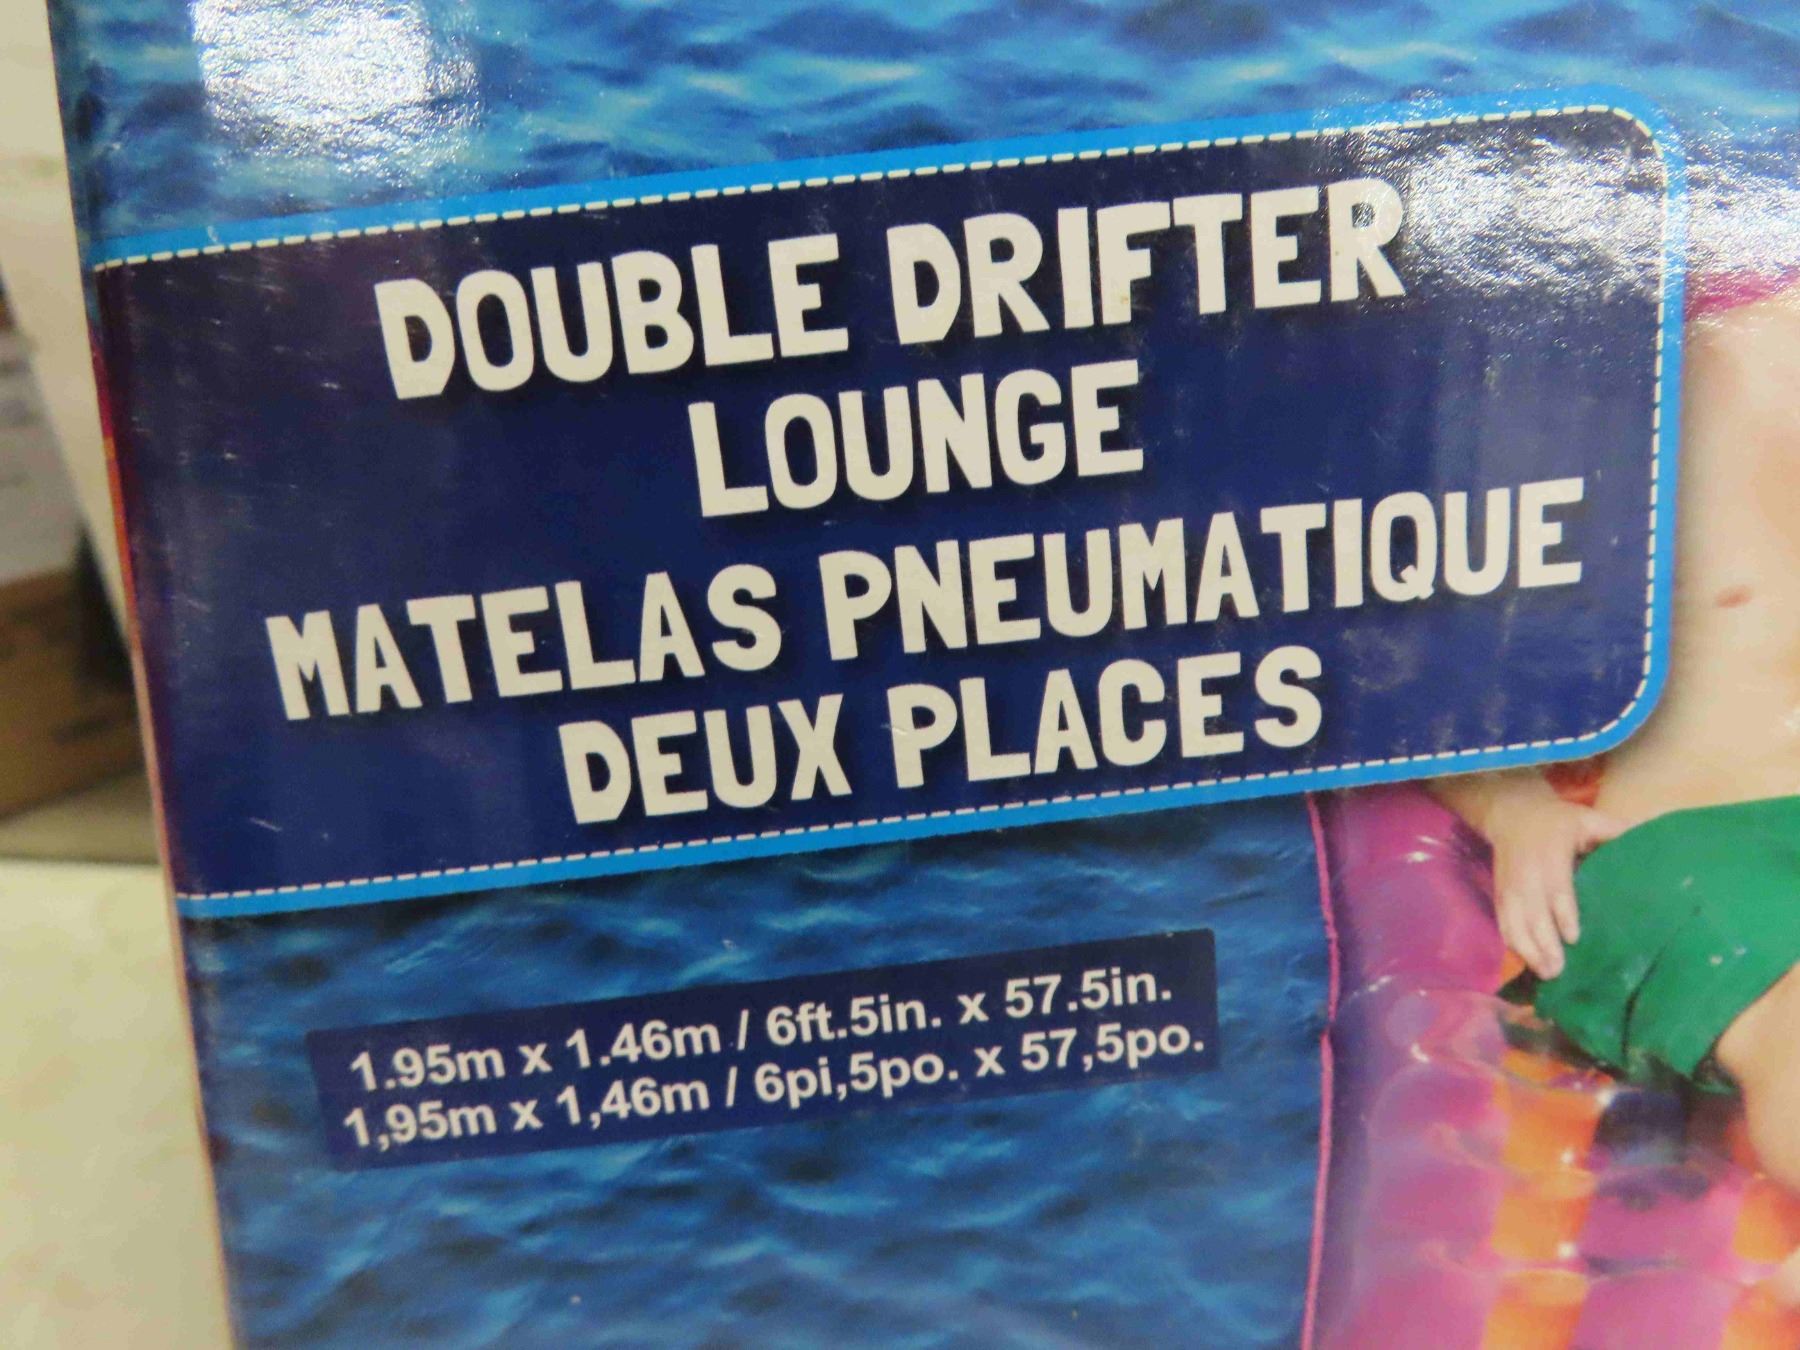 DOUBLE DRIFTER
LOUNGE
MATELAS PNEUMATIQUE
DEUX PLACES
1.95m x 1.46m / 6ft.5in. x 57.5in.
1,95m x 1,46m / 6pi,5po. x 57,5po.